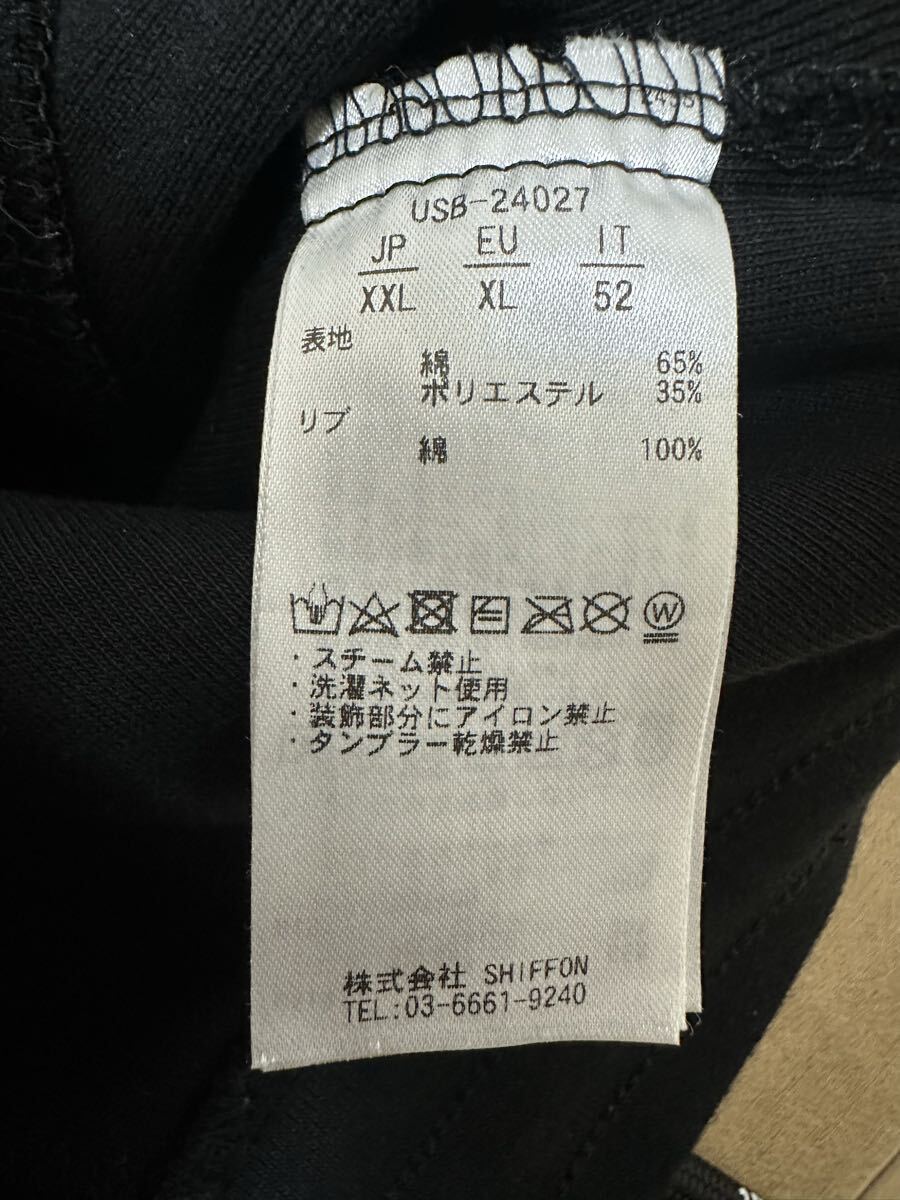 USB-24027
JP EU IT
XXL XL 52
表地
綿 65%
ポリエステル 35%
リブ
綿 100%
W
・スチーム禁止
・洗濯ネット使用
・装飾部分にアイロン禁止
・タンブラー乾燥禁止
株式会社 SHIFFON
TEL:03-6661-9240